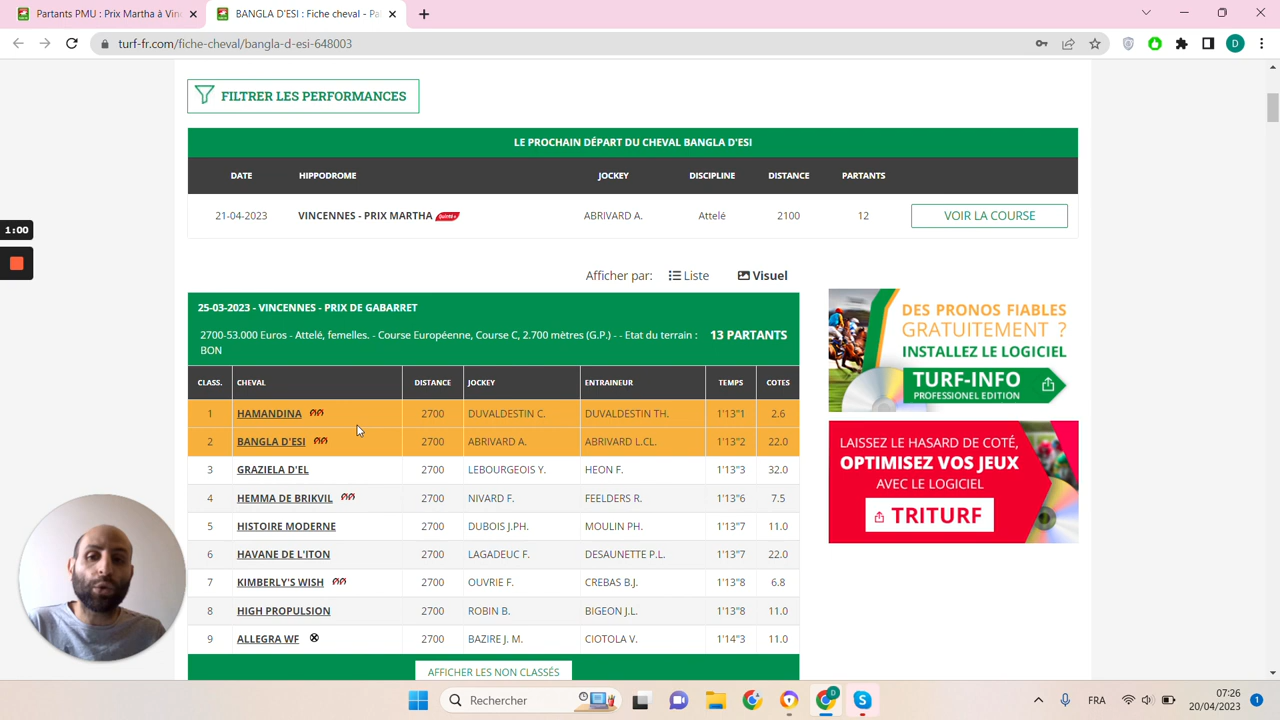 Partants PMU : Prix Martha à Vin
BANGLA D'ESI : Fiche cheval - Pa
turf-fr.com/fiche-cheval/bangla-d-esi-648003
D
FILTRER LES PERFORMANCES
LE PROCHAIN DÉPART DU CHEVAL BANGLA D'ESI
DATE HIPPODROME JOCKEY DISCIPLINE DISTANCE PARTANTS
21-04-2023 VINCENNES - PRIX MARTHA Quinté+ ABRIVARD A. Attelé 2100 12 VOIR LA COURSE
1:00
Afficher par: Liste Visuel
25-03-2023 - VINCENNES - PRIX DE GABARRET
2700-53.000 Euros - Attelé, femelles. - Course Européenne, Course C, 2.700 mètres (G.P.) - - Etat du terrain :
BON
13 PARTANTS
CLASS. CHEVAL DISTANCE JOCKEY ENTRAINEUR TEMPS COTES
1 HAMANDINA 2700 DUVALDESTIN C. DUVALDESTIN TH. 1'13"1 2.6
2 BANGLA D'ESI 2700 ABRIVARD A. ABRIVARD L.CL. 1'13"2 22.0
3 GRAZIELA D'EL 2700 LEBOURGEOIS Y. HEON F. 1'13"3 32.0
4 HEMMA DE BRIKVIL 2700 NIVARD F. FEELDERS R. 1'13"6 7.5
5 HISTOIRE MODERNE 2700 DUBOIS J.PH. MOULIN PH. 1'13"7 11.0
6 HAVANE DE L'ITON 2700 LAGADEUC F. DESAUNETTE P.L. 1'13"7 22.0
7 KIMBERLY'S WISH 2700 OUVRIE F. CREBAS B.J. 1'13"8 6.8
8 HIGH PROPULSION 2700 ROBIN B. BIGEON J.L. 1'13"8 11.0
9 ALLEGRA WF 2700 BAZIRE J. M. CIOTOLA V. 1'14"3 11.0
AFFICHER LES NON CLASSÉS
DES PRONOS FIABLES
GRATUITEMENT ?
INSTALLEZ LE LOGICIEL
TURF-INFO
PROFESSIONEL EDITION
LAISSEZ LE HASARD DE COTÉ,
OPTIMISEZ VOS JEUX
AVEC LE LOGICIEL
TRITURF
Rechercher
D
FRA
07:26
20/04/2023
1